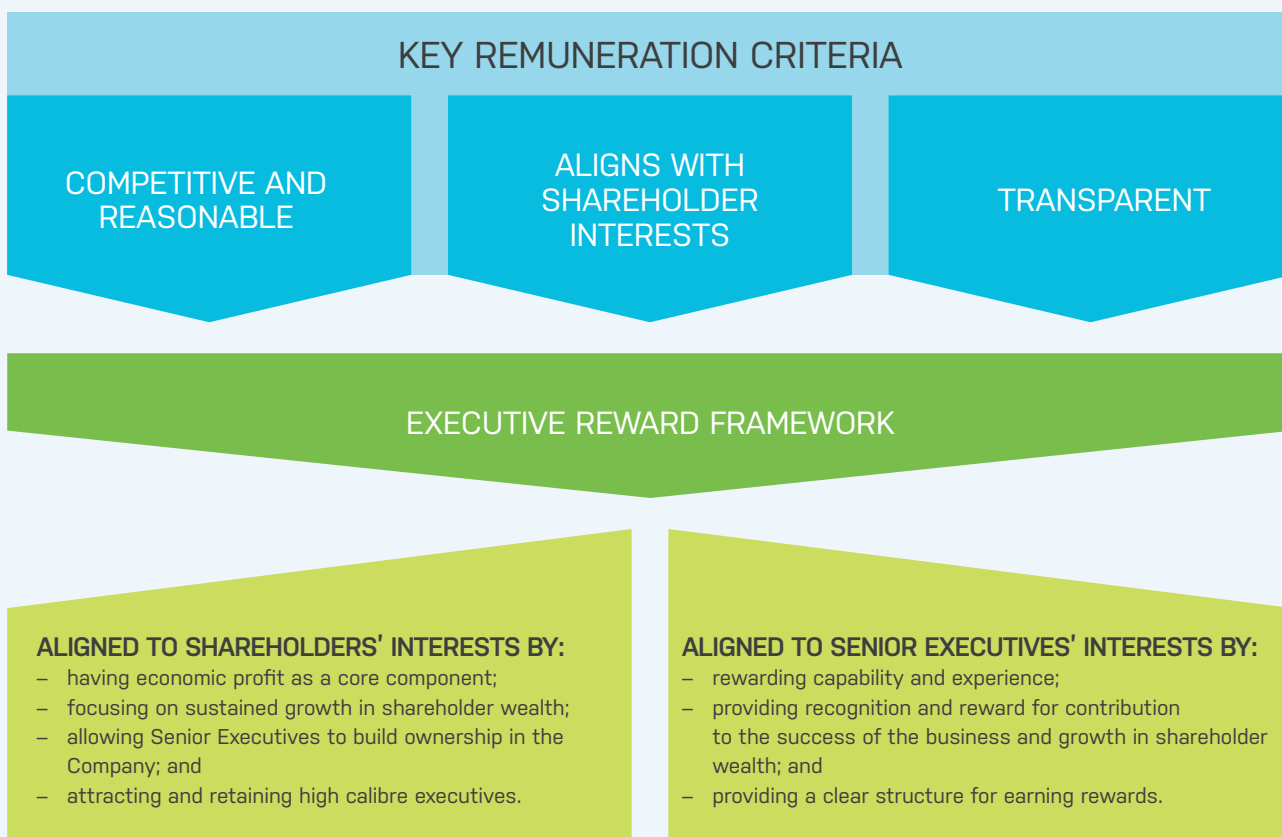 KEY REMUNERATION CRITERIA
COMPETITIVE AND
REASONABLE
ALIGNS WITH
SHAREHOLDER
INTERESTS
TRANSPARENT
EXECUTIVE REWARD FRAMEWORK
ALIGNED TO SHAREHOLDERS' INTERESTS BY:
– having economic profit as a core component;
– focusing on sustained growth in shareholder wealth;
– allowing Senior Executives to build ownership in the
Company; and
– attracting and retaining high calibre executives.
ALIGNED TO SENIOR EXECUTIVES' INTERESTS BY:
– rewarding capability and experience;
– providing recognition and reward for contribution
to the success of the business and growth in shareholder
wealth; and
– providing a clear structure for earning rewards.